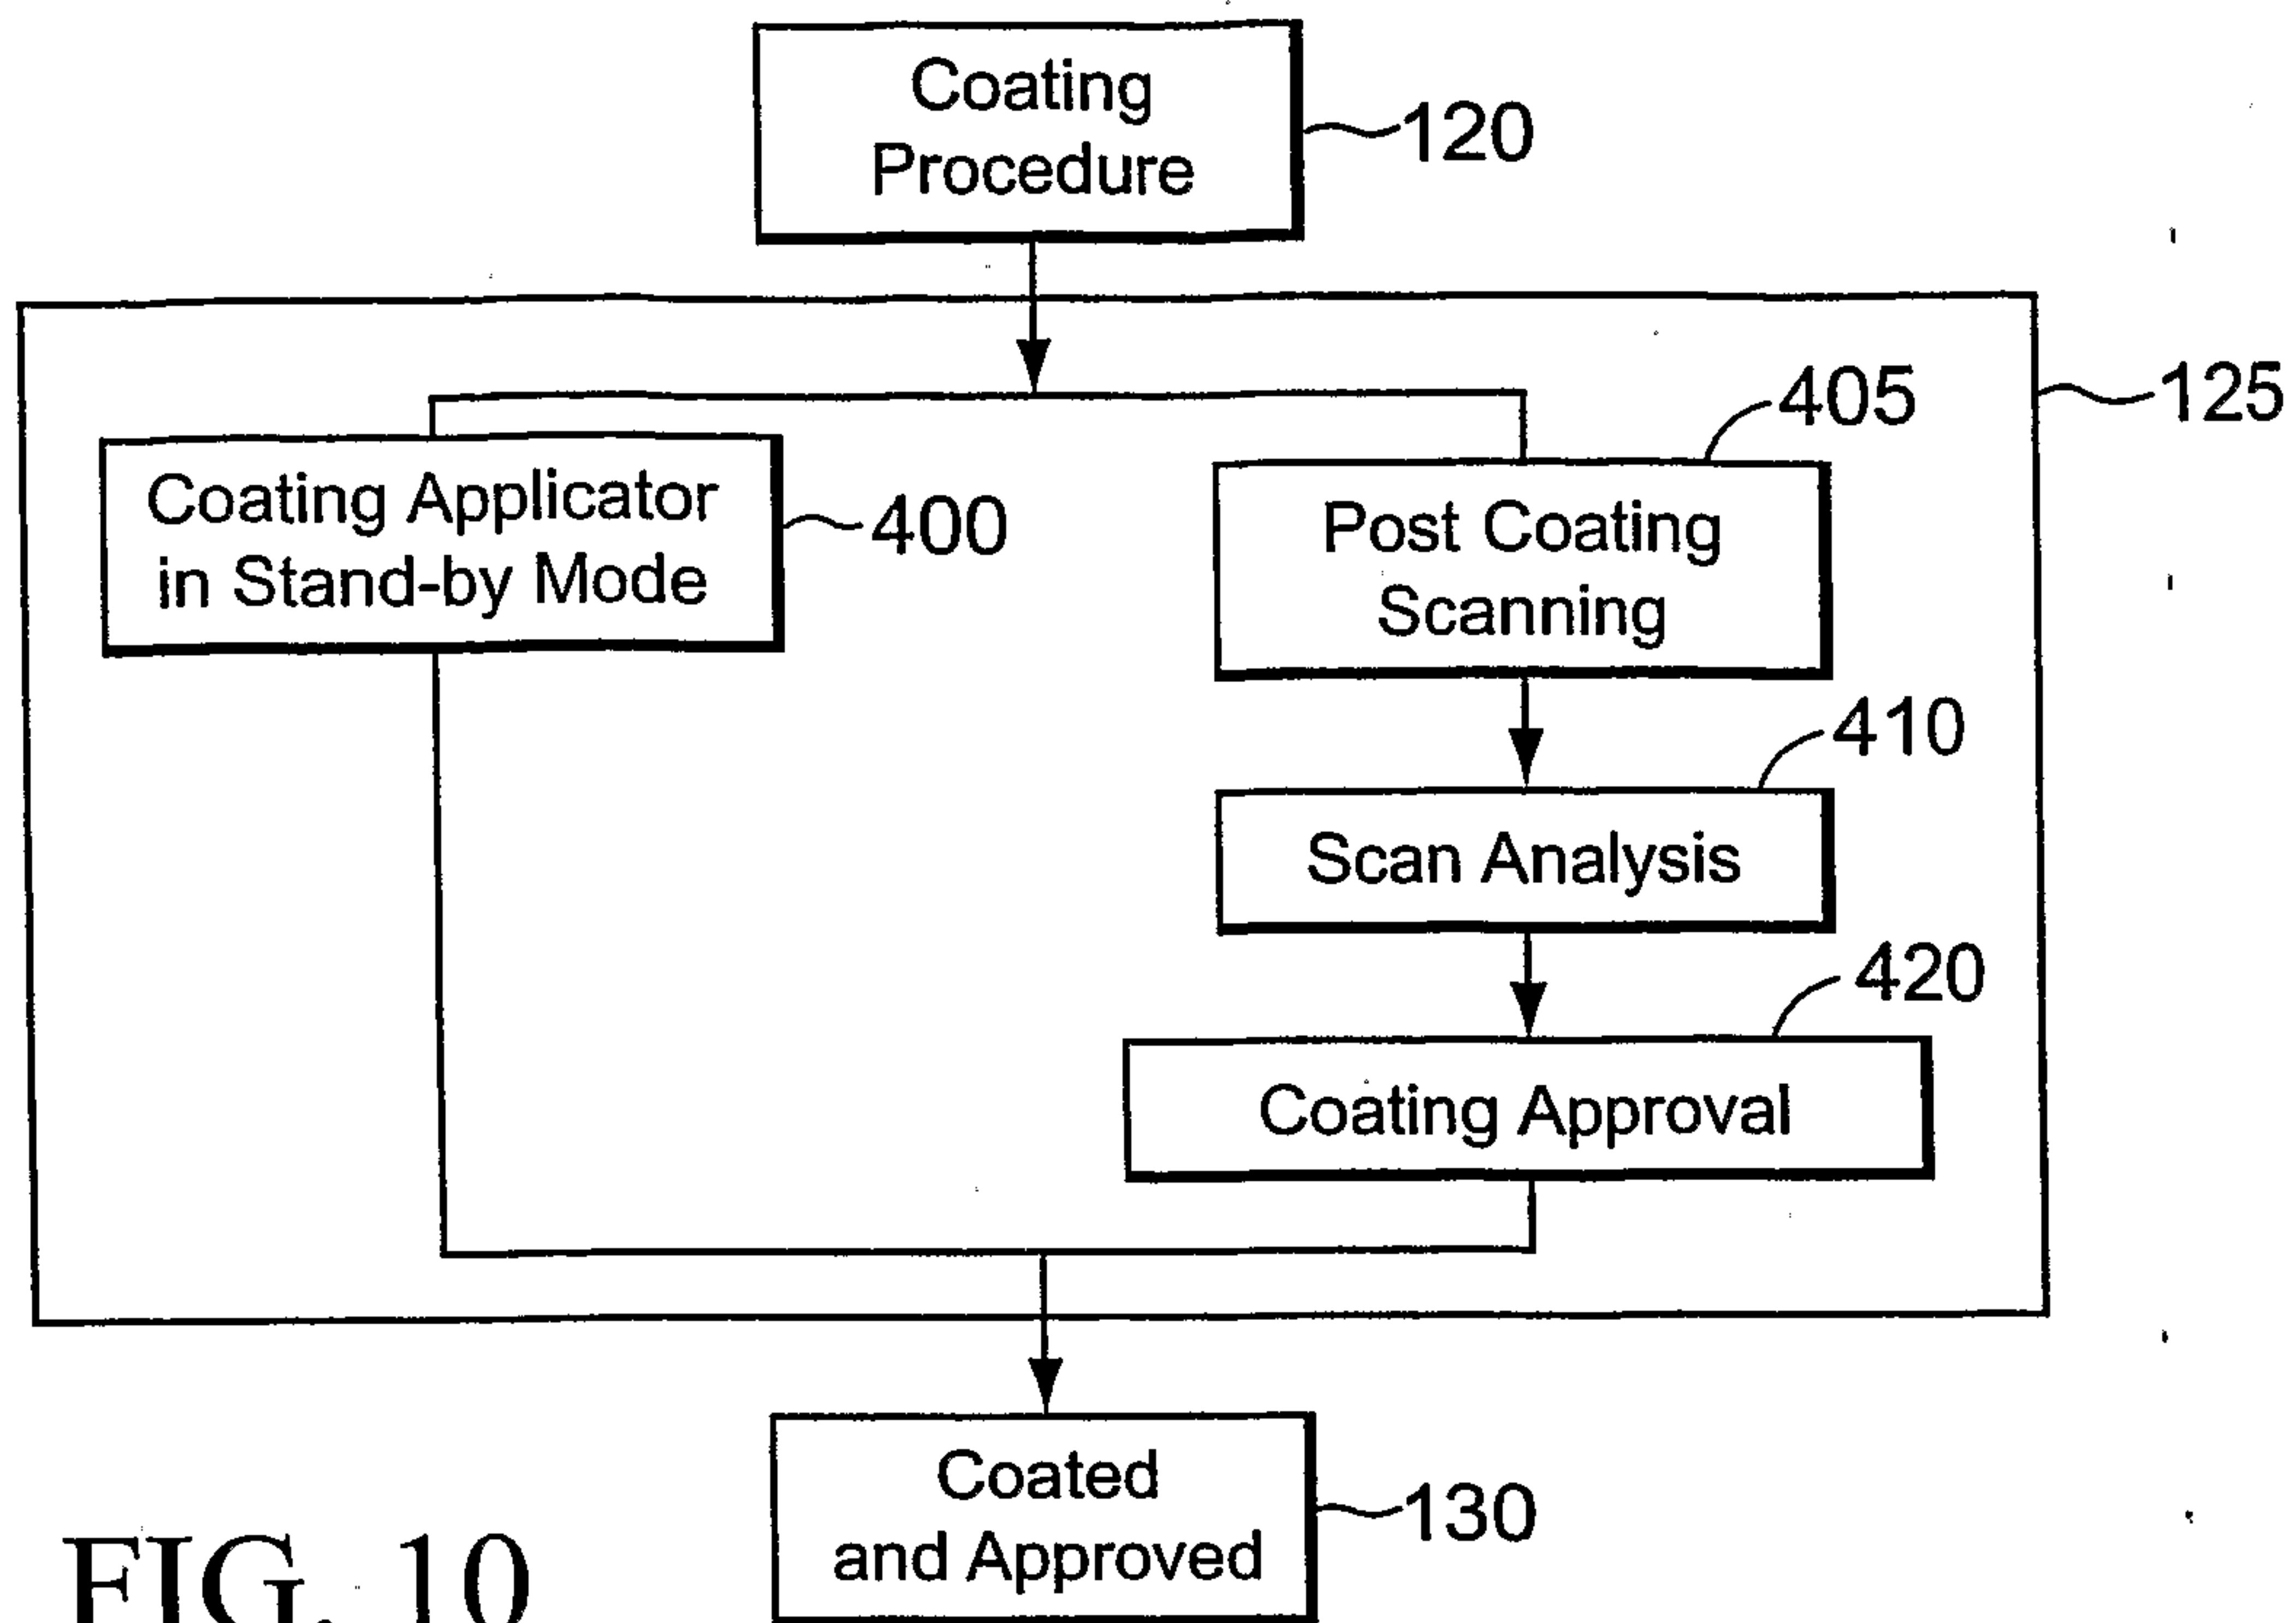 Coating
Procedure
120
125
405
Coating Applicator
in Stand-by Mode
400
Post Coating
Scanning
410
Scan Analysis
420
Coating Approval
Coated
and Approved
130
FIG. 10